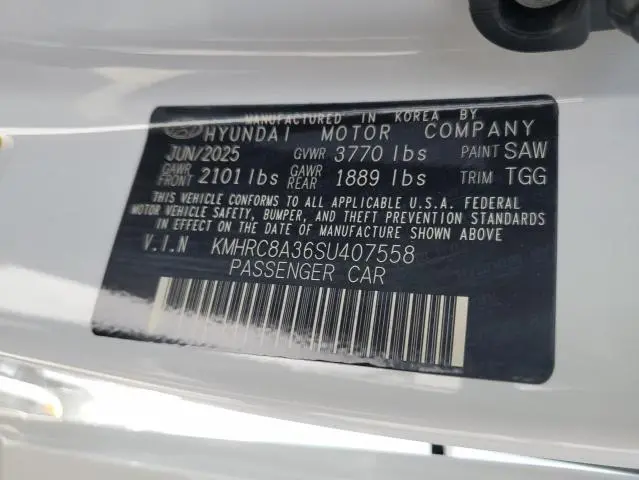 MANUFACTURED IN KOREA BY
HYUNDAI MOTOR COMPANY
JUN/2025 GVWR 3770 lbs PAINT SAW
GAWR FRONT 2101 lbs GAWR REAR 1889 lbs TRIM TGG
THIS VEHICLE CONFORMS TO ALL APPLICABLE U.S.A. FEDERAL
MOTOR VEHICLE SAFETY, BUMPER, AND THEFT PREVENTION STANDARDS
IN EFFECT ON THE DATE OF MANUFACTURE SHOWN ABOVE
V.I.N KMHRC8A36SU407558
PASSENGER CAR